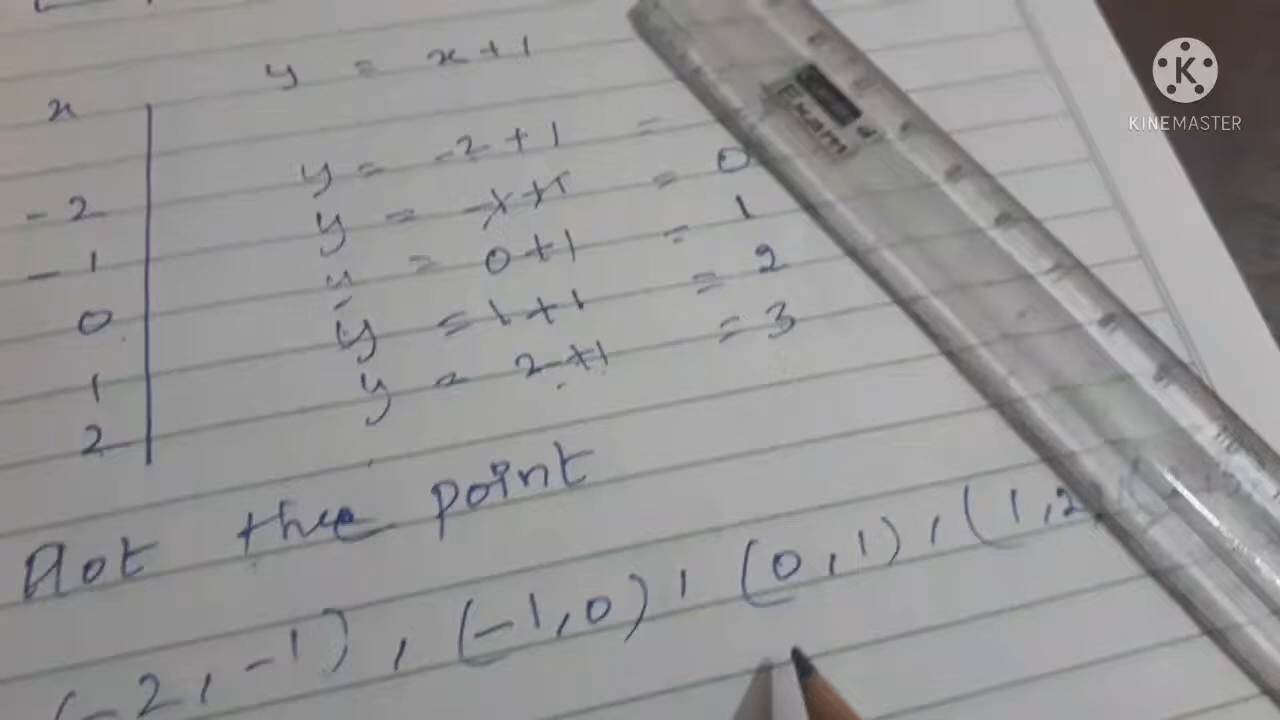 y = x+1
x
-2 y = -2+1 =
-1 y = -1+1 = 0
0 y = 0+1 = 1
1 y = 1+1 = 2
2 y = 2+1 = 3
Plot the point
(-2,-1), (-1,0), (0,1), (1,2
Exam
KINEMASTER